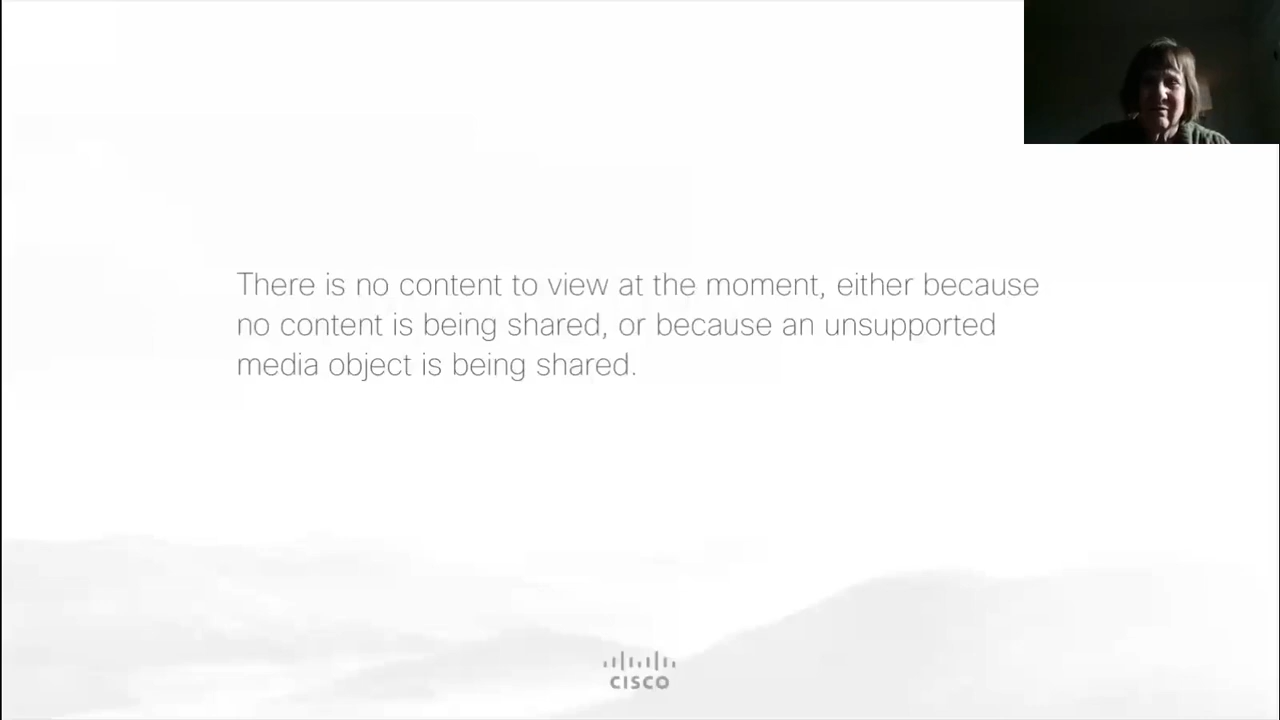 There is no content to view at the moment, either because
no content is being shared, or because an unsupported
media object is being shared.
CISCO